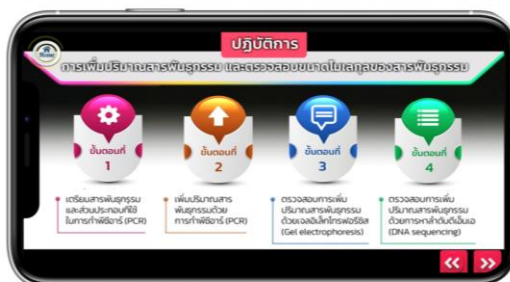 ปฏิบัติการ
การเพิ่มปริมาณสารพันธุกรรม และตรวจสอบขนาดโมเลกุลของสารพันธุกรรม
ขั้นตอนที่
1
ขั้นตอนที่
2
ขั้นตอนที่
3
ขั้นตอนที่
4
เตรียมสารพันธุกรรม
และส่วนประกอบที่ใช้
ในการทำพีซีอาร์ (PCR)
เพิ่มปริมาณสาร
พันธุกรรมด้วย
การทำพีซีอาร์ (PCR)
ตรวจสอบการเพิ่ม
ปริมาณสารพันธุกรรม
ด้วยเจลอิเล็กโทรฟอรีซิส
(Gel electrophoresis)
ตรวจสอบการเพิ่ม
ปริมาณสารพันธุกรรม
ด้วยการหาลำดับดีเอ็นเอ
(DNA sequencing)